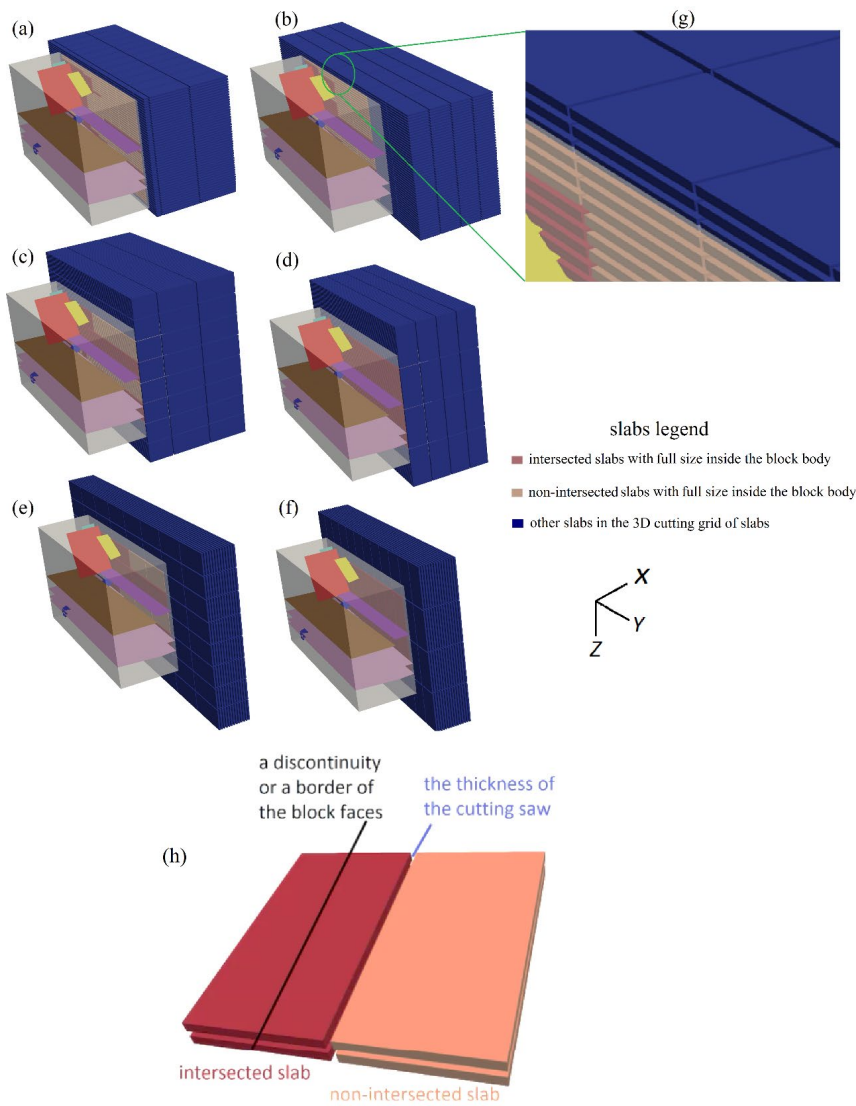 (a)
(b)
(g)
(c)
(d)
slabs legend
intersected slabs with full size inside the block body
non-intersected slabs with full size inside the block body
other slabs in the 3D cutting grid of slabs
(e)
(f)
X
Y
Z
a discontinuity
or a border of
the block faces
the thickness of
the cutting saw
(h)
intersected slab
non-intersected slab